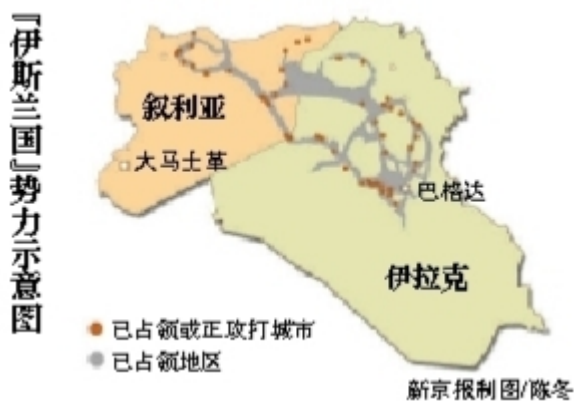 『伊斯兰国』势力示意图
叙利亚
大马士革
巴格达
伊拉克
已占领或正攻打城市
已占领地区
新京报制图/陈冬